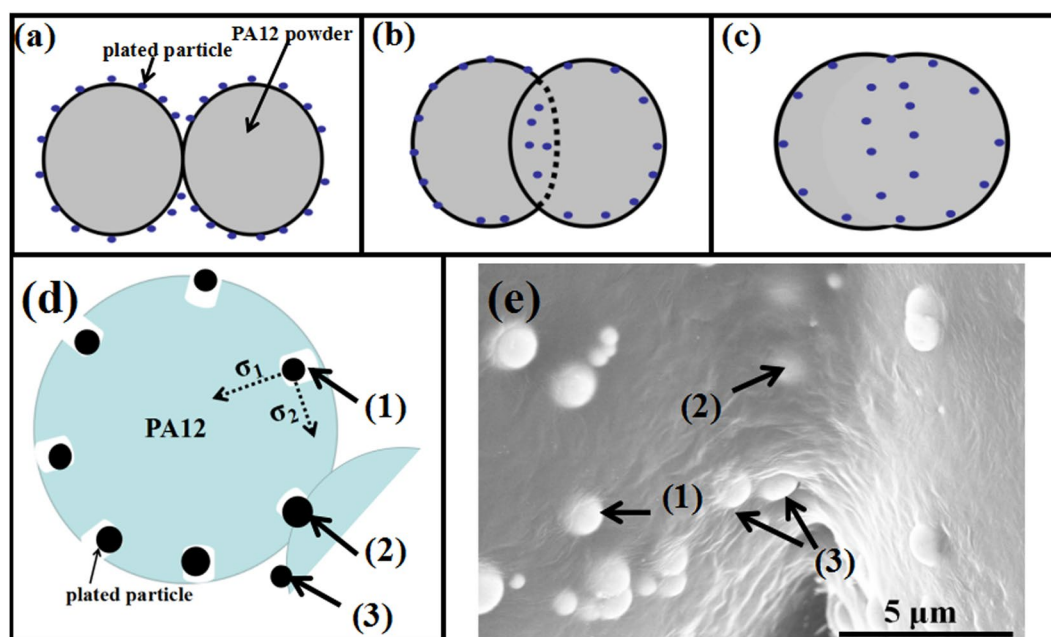 (a)
plated particle
PA12 powder
(b)
(c)
(d)
σ1
σ2
PA12
(1)
(2)
(3)
plated particle
(e)
(2)
(1)
(3)
5 μm